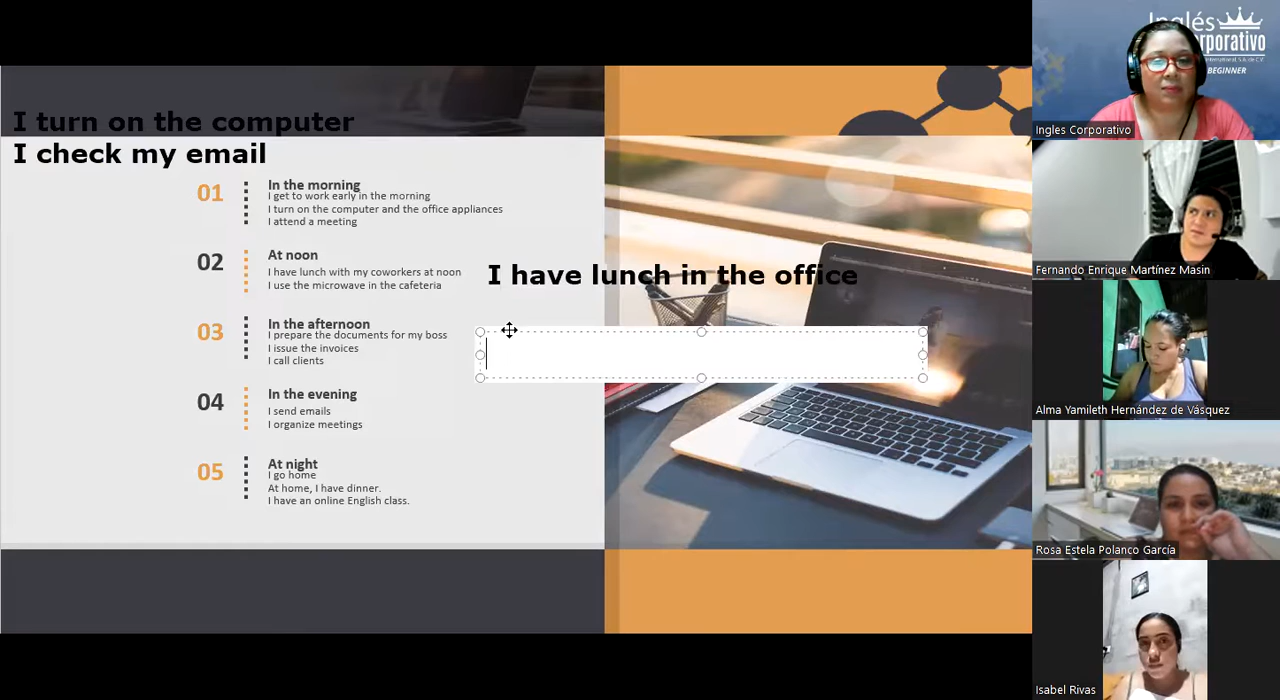 I turn on the computer
I check my email
01
In the morning
I get to work early in the morning
I turn on the computer and the office appliances
I attend a meeting
02
At noon
I have lunch with my coworkers at noon
I use the microwave in the cafeteria
I have lunch in the office
03
In the afternoon
I prepare the documents for my boss
I issue the invoices
I call clients
04
In the evening
I send emails
I organize meetings
05
At night
I go home
At home, I have dinner.
I have an online English class.
Inglés
Corporativo
BEGINNER
Ingles Corporativo
Fernando Enrique Martínez Masin
Alma Yamileth Hernández de Vásquez
Rosa Estela Polanco García
Isabel Rivas